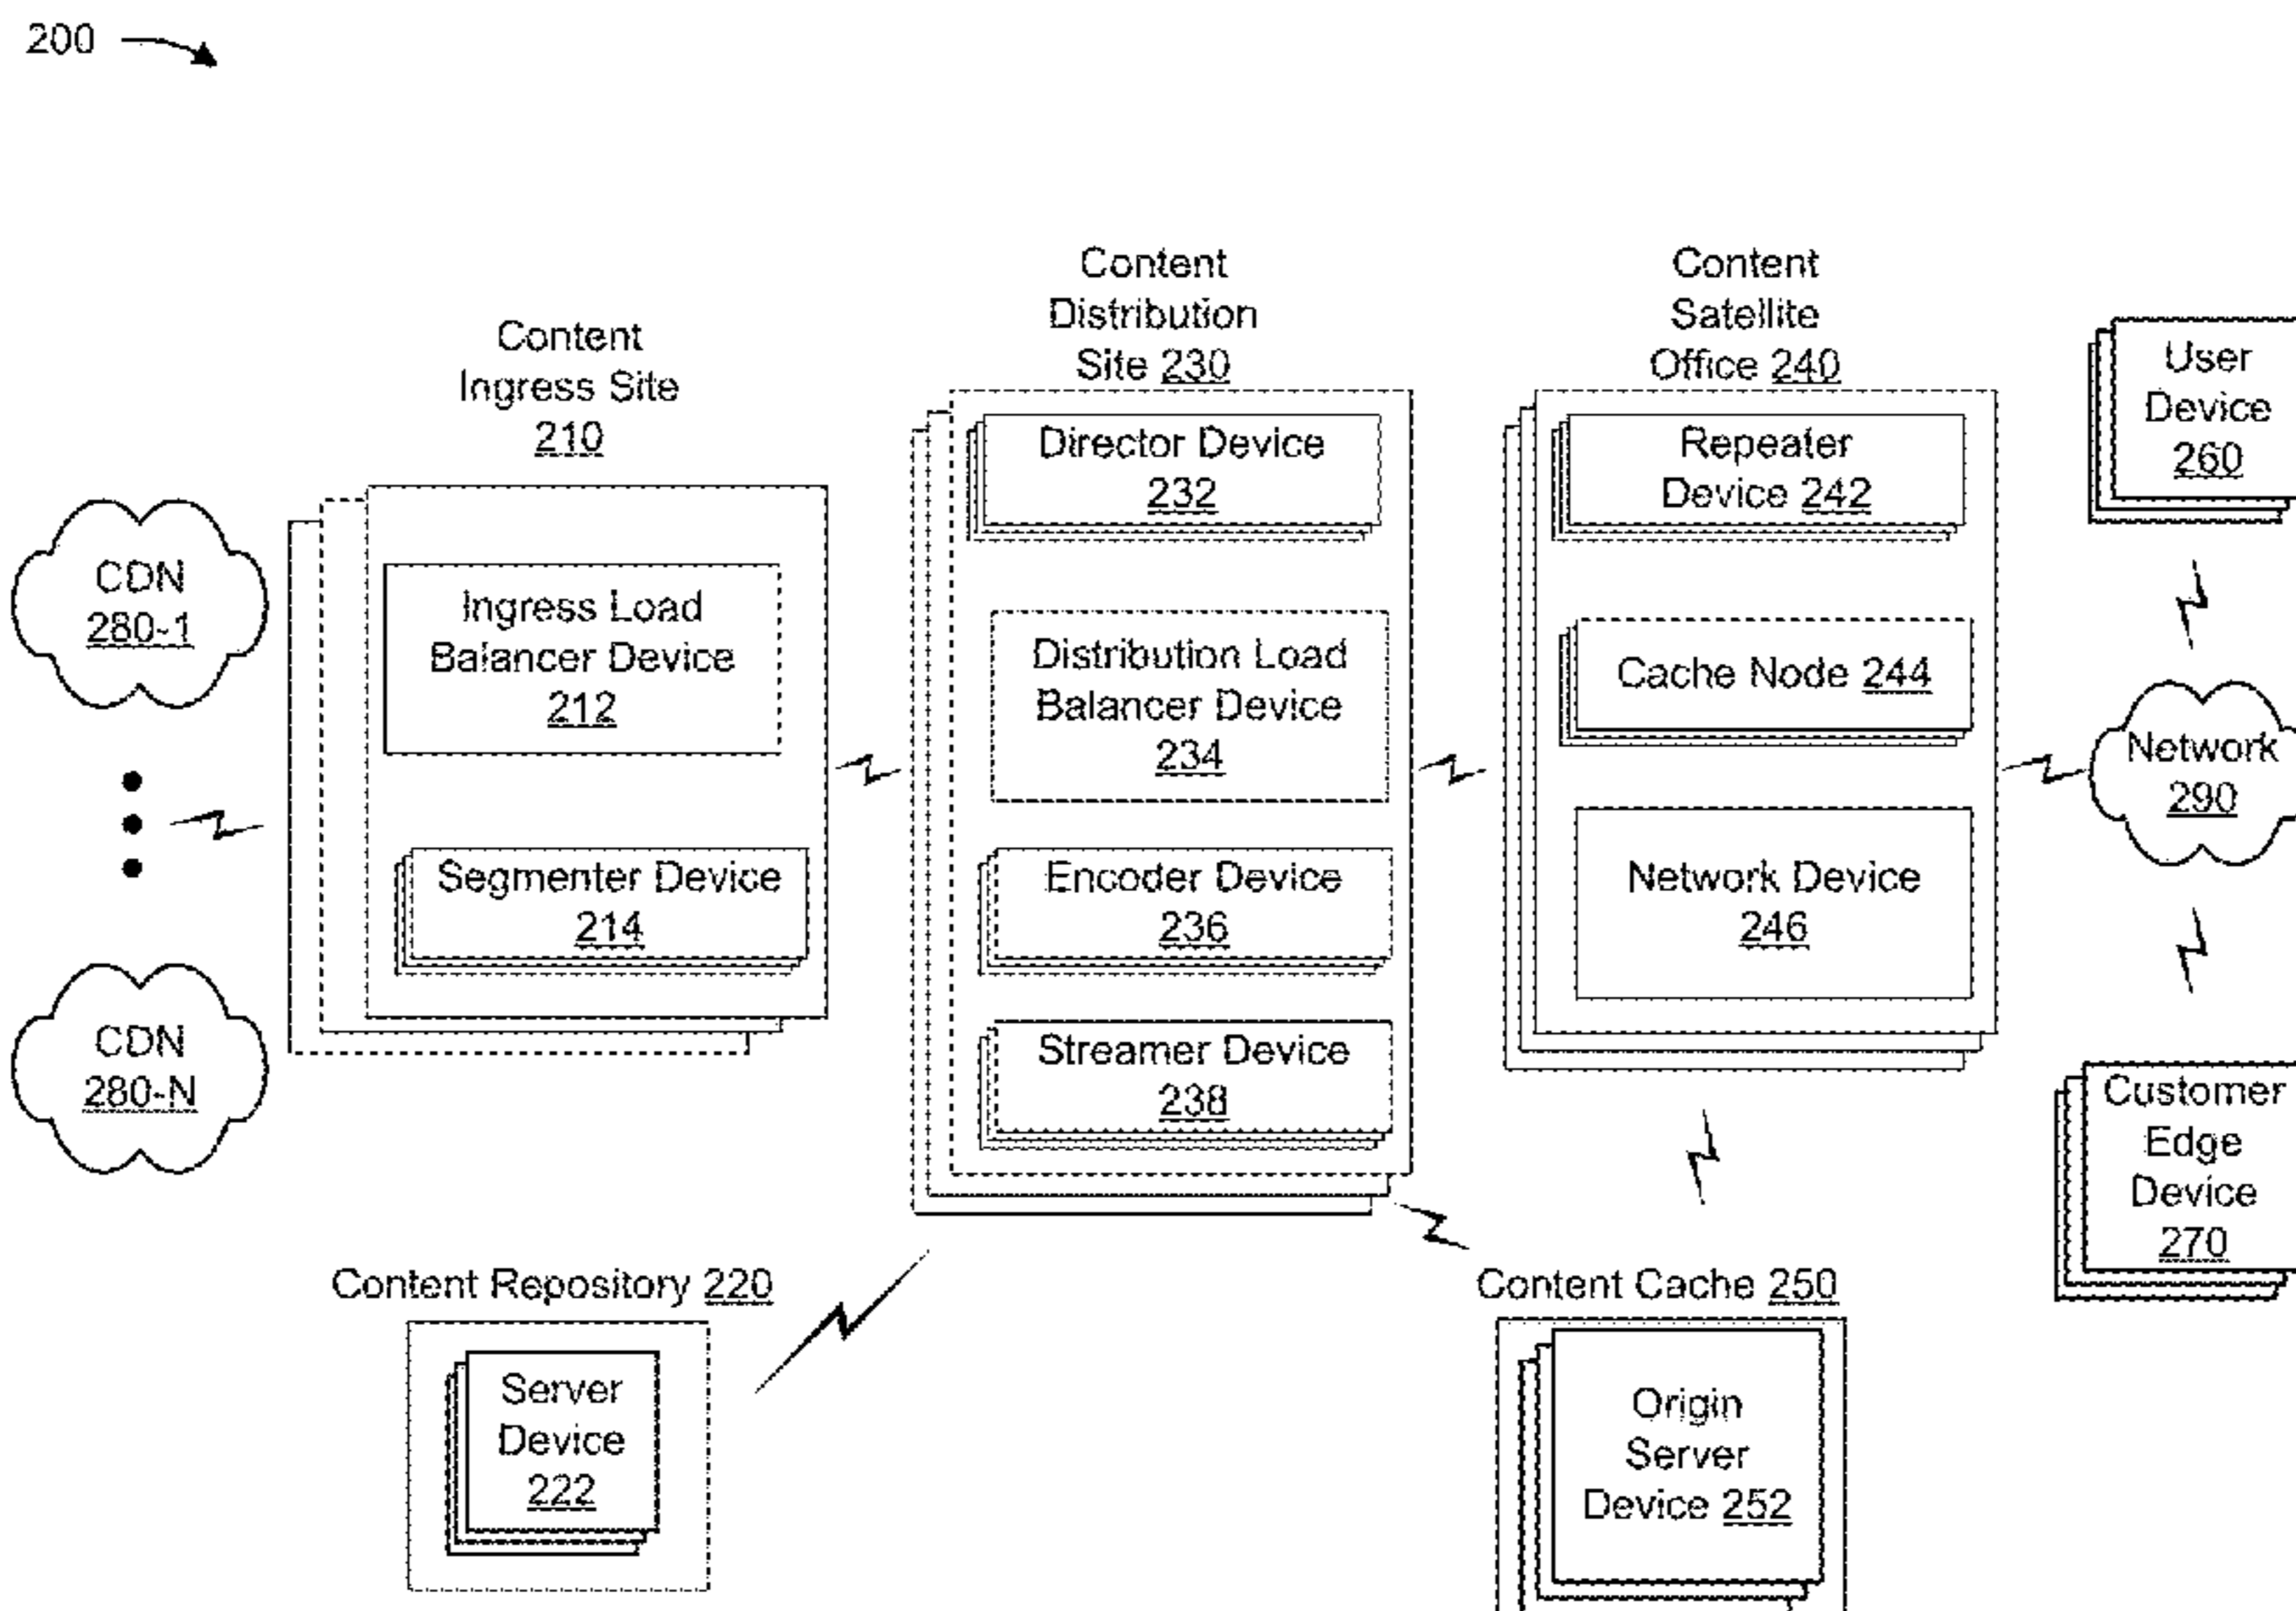 200
Content
Ingress Site
210
Content
Distribution
Site 230
Content
Satellite
Office 240
User
Device
260
CDN
280-1
Ingress Load
Balancer Device
212
Segmenter Device
214
CDN
280-N
Director Device
232
Distribution Load
Balancer Device
234
Encoder Device
236
Streamer Device
238
Repeater
Device 242
Cache Node 244
Network Device
246
Network
290
Customer
Edge
Device
270
Content Repository 220
Server
Device
222
Content Cache 250
Origin
Server
Device 252